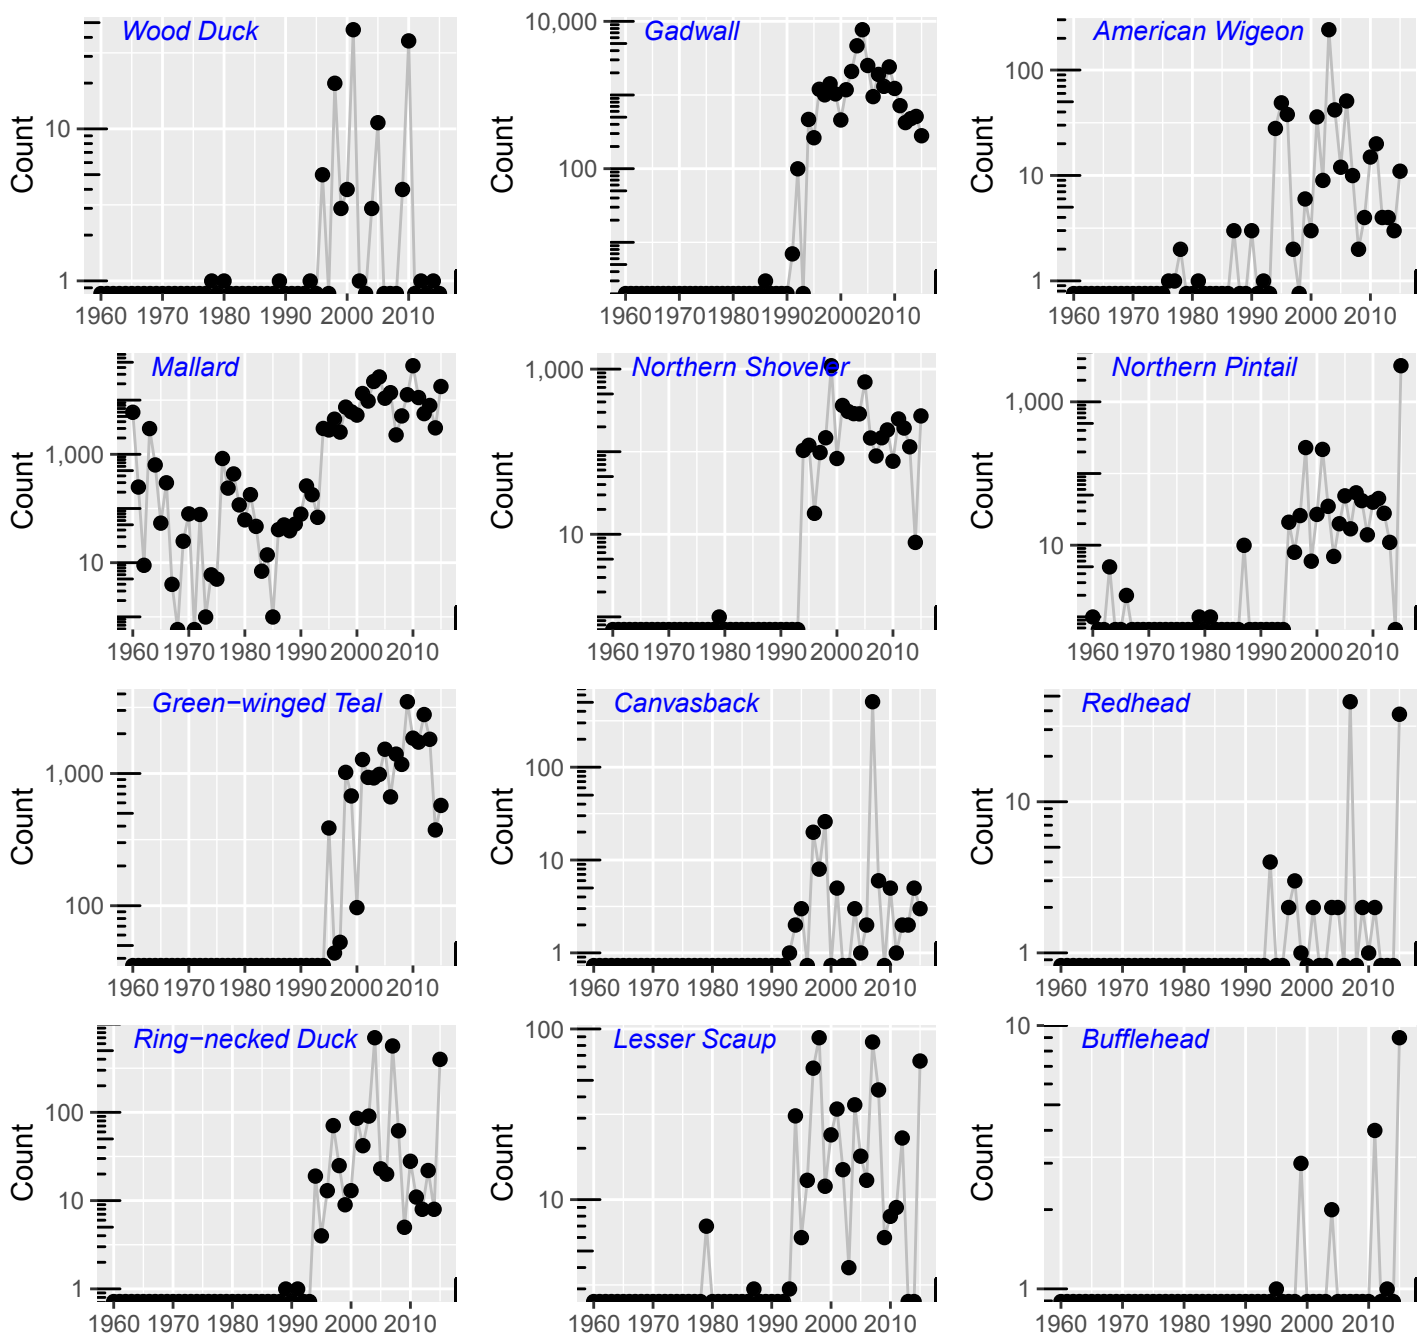 Wood Duck
Count
10
1
1960 1970 1980 1990 2000 2010
Gadwall
Count
10,000
100
1960 1970 1980 1990 2000 2010
American Wigeon
Count
100
10
1
1960 1970 1980 1990 2000 2010
Mallard
Count
1,000
10
1960 1970 1980 1990 2000 2010
Northern Shoveler
Count
1,000
10
1960 1970 1980 1990 2000 2010
Northern Pintail
Count
1,000
10
1960 1970 1980 1990 2000 2010
Green−winged Teal
Count
1,000
100
1960 1970 1980 1990 2000 2010
Canvasback
Count
100
10
1
1960 1970 1980 1990 2000 2010
Redhead
Count
10
1
1960 1970 1980 1990 2000 2010
Ring−necked Duck
Count
100
10
1
1960 1970 1980 1990 2000 2010
Lesser Scaup
Count
100
10
1960 1970 1980 1990 2000 2010
Bufflehead
Count
10
1
1960 1970 1980 1990 2000 2010